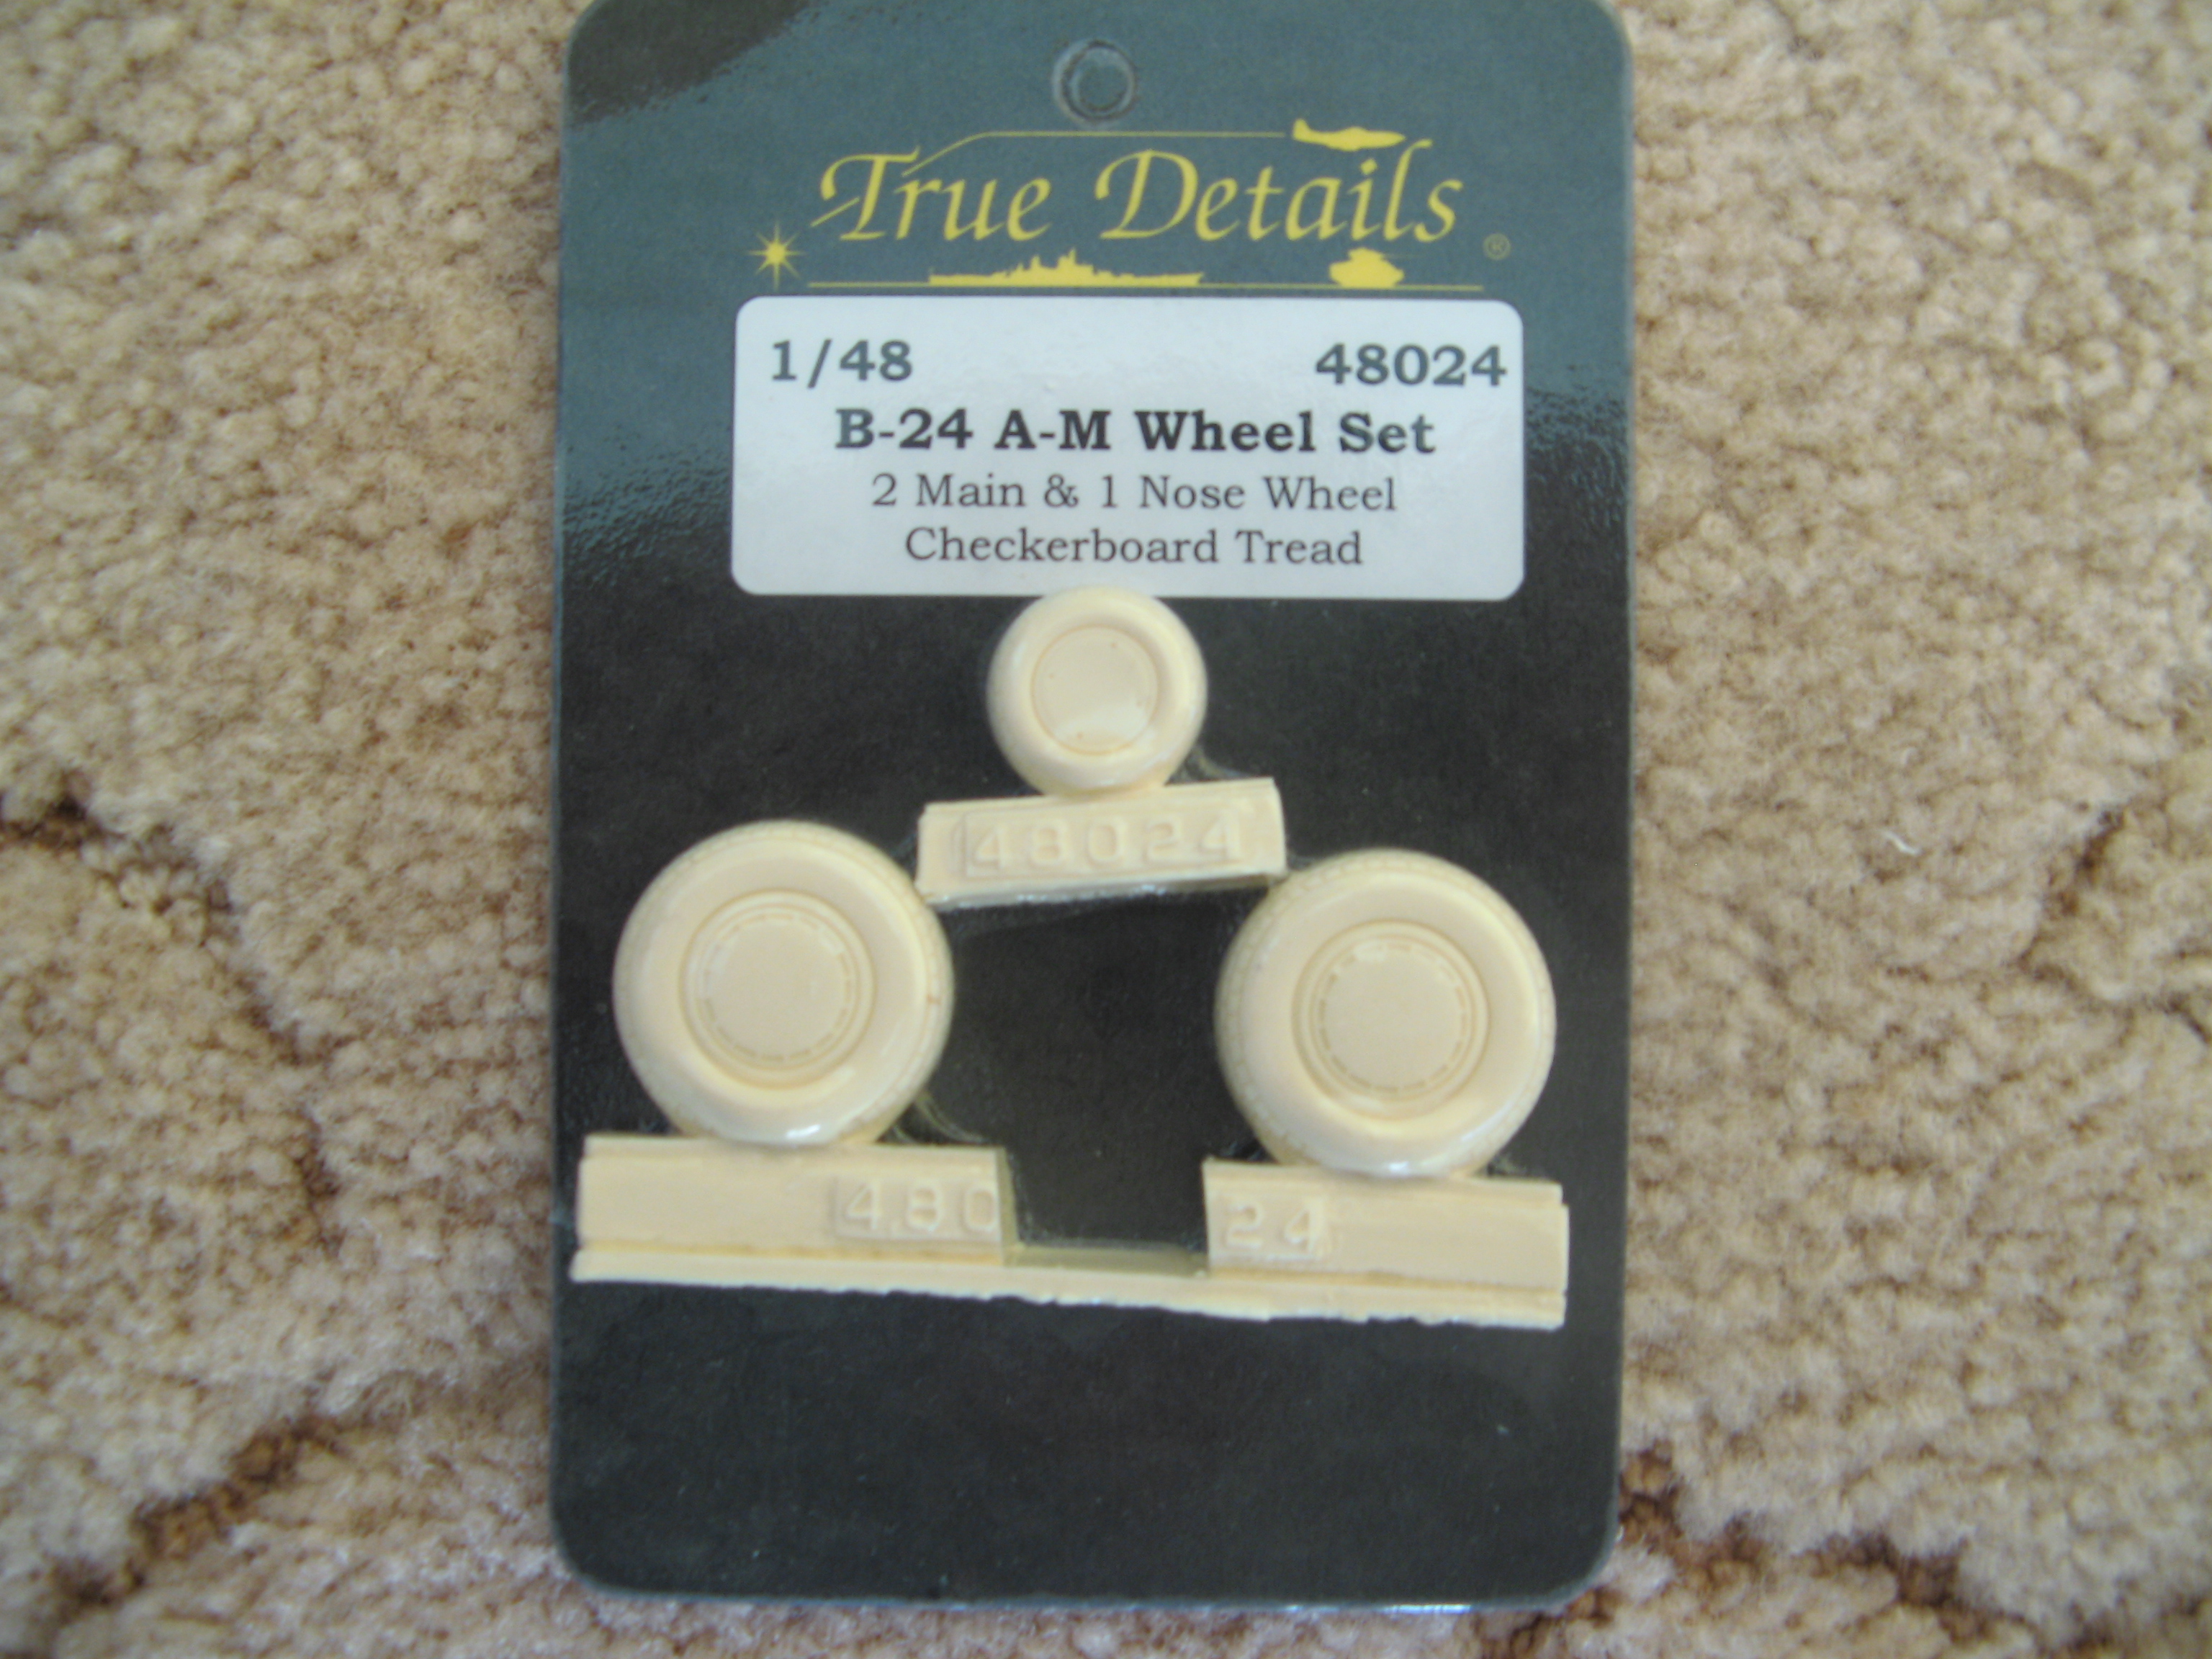 True Details ®
1/48 48024
B-24 A-M Wheel Set
2 Main & 1 Nose Wheel
Checkerboard Tread
48024
480 24